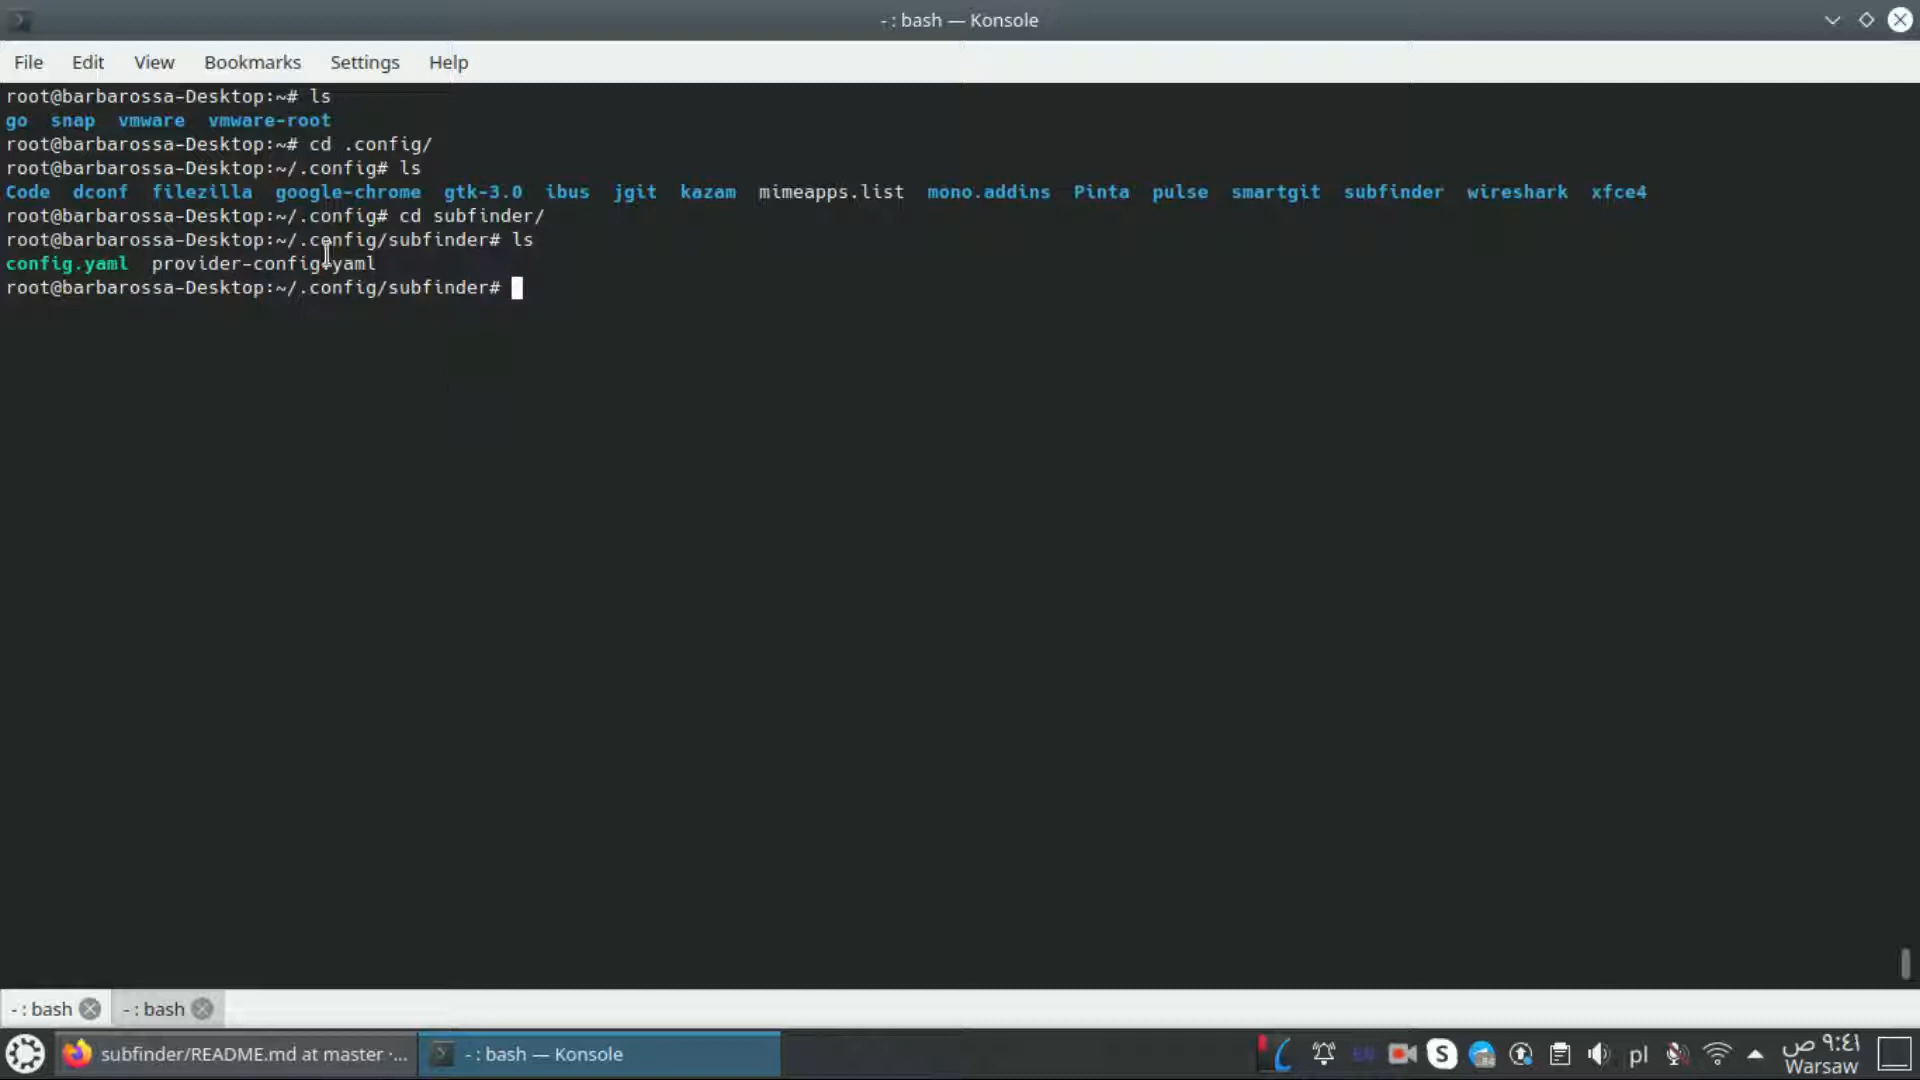 - : bash — Konsole
File Edit View Bookmarks Settings Help
root@barbarossa-Desktop:~# ls
go snap vmware vmware-root
root@barbarossa-Desktop:~# cd .config/
root@barbarossa-Desktop:~/.config# ls
Code dconf filezilla google-chrome gtk-3.0 ibus jgit kazam mimeapps.list mono.addins Pinta pulse smartgit subfinder wireshark xfce4
root@barbarossa-Desktop:~/.config# cd subfinder/
root@barbarossa-Desktop:~/.config/subfinder# ls
config.yaml provider-config.yaml
root@barbarossa-Desktop:~/.config/subfinder#
- : bash - : bash
subfinder/README.md at master ·... - : bash — Konsole EN pl ٩:٤١ ص
Warsaw